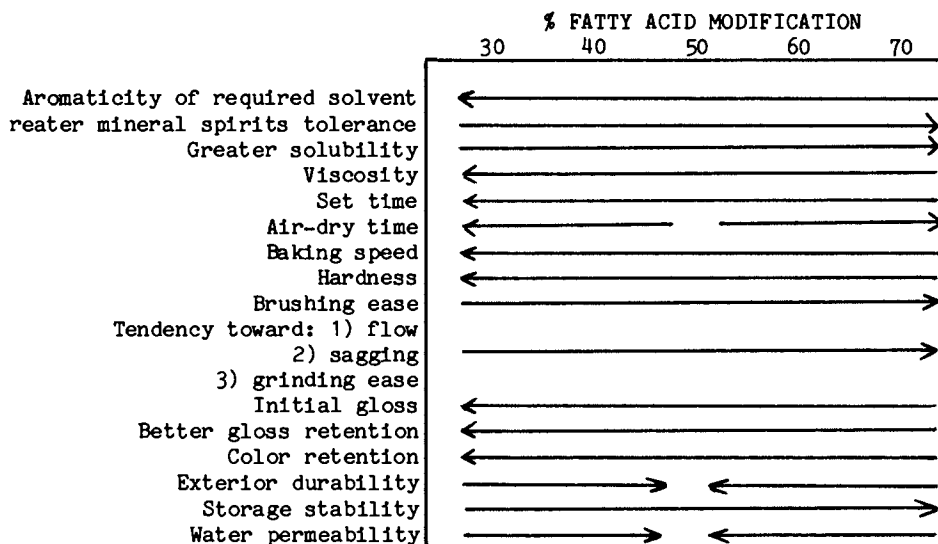 % FATTY ACID MODIFICATION
30 40 50 60 70
Aromaticity of required solvent
reater mineral spirits tolerance
Greater solubility
Viscosity
Set time
Air-dry time
Baking speed
Hardness
Brushing ease
Tendency toward: 1) flow
2) sagging
3) grinding ease
Initial gloss
Better gloss retention
Color retention
Exterior durability
Storage stability
Water permeability